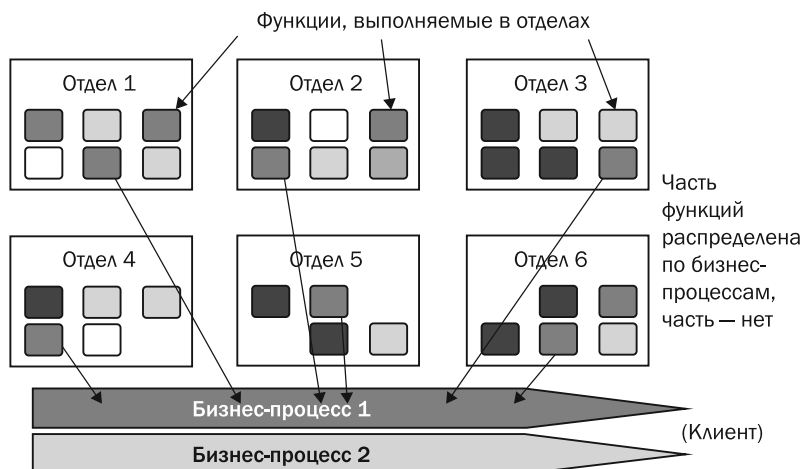 Функции, выполняемые в отделах
Отдел 1
Отдел 2
Отдел 3
Часть
функций
распределена
по бизнес-
процессам,
часть — нет
Отдел 4
Отдел 5
Отдел 6
Бизнес-процесс 1
(Клиент)
Бизнес-процесс 2